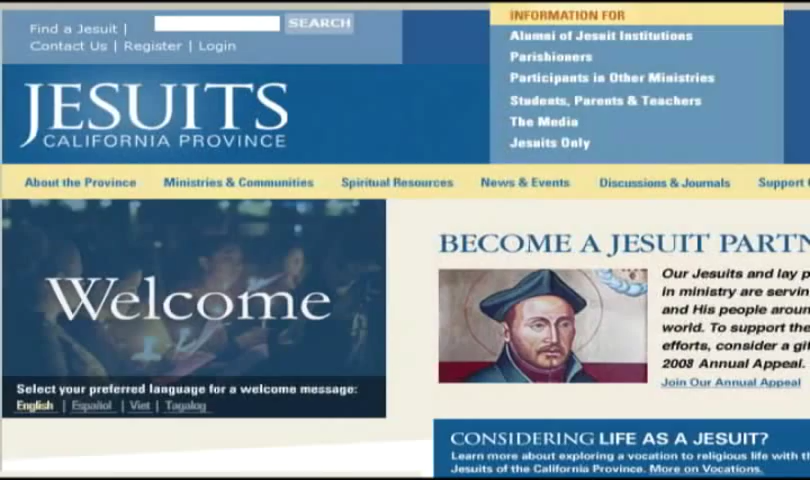 Find a Jesuit |
SEARCH
Contact Us | Register | Login
INFORMATION FOR
Alumni of Jesuit Institutions
Parishioners
Participants in Other Ministries
Students, Parents & Teachers
The Media
Jesuits Only
JESUITS
CALIFORNIA PROVINCE
About the Province
Ministries & Communities
Spiritual Resources
News & Events
Discussions & Journals
Support
Welcome
Select your preferred language for a welcome message:
English | Español | Viet | Tagalog
BECOME A JESUIT PARTN
Our Jesuits and lay p
in ministry are servin
and His people aroun
world. To support the
efforts, consider a gif
2008 Annual Appeal.
Join Our Annual Appeal
CONSIDERING LIFE AS A JESUIT?
Learn more about exploring a vocation to religious life with th
Jesuits of the California Province. More on Vocations.